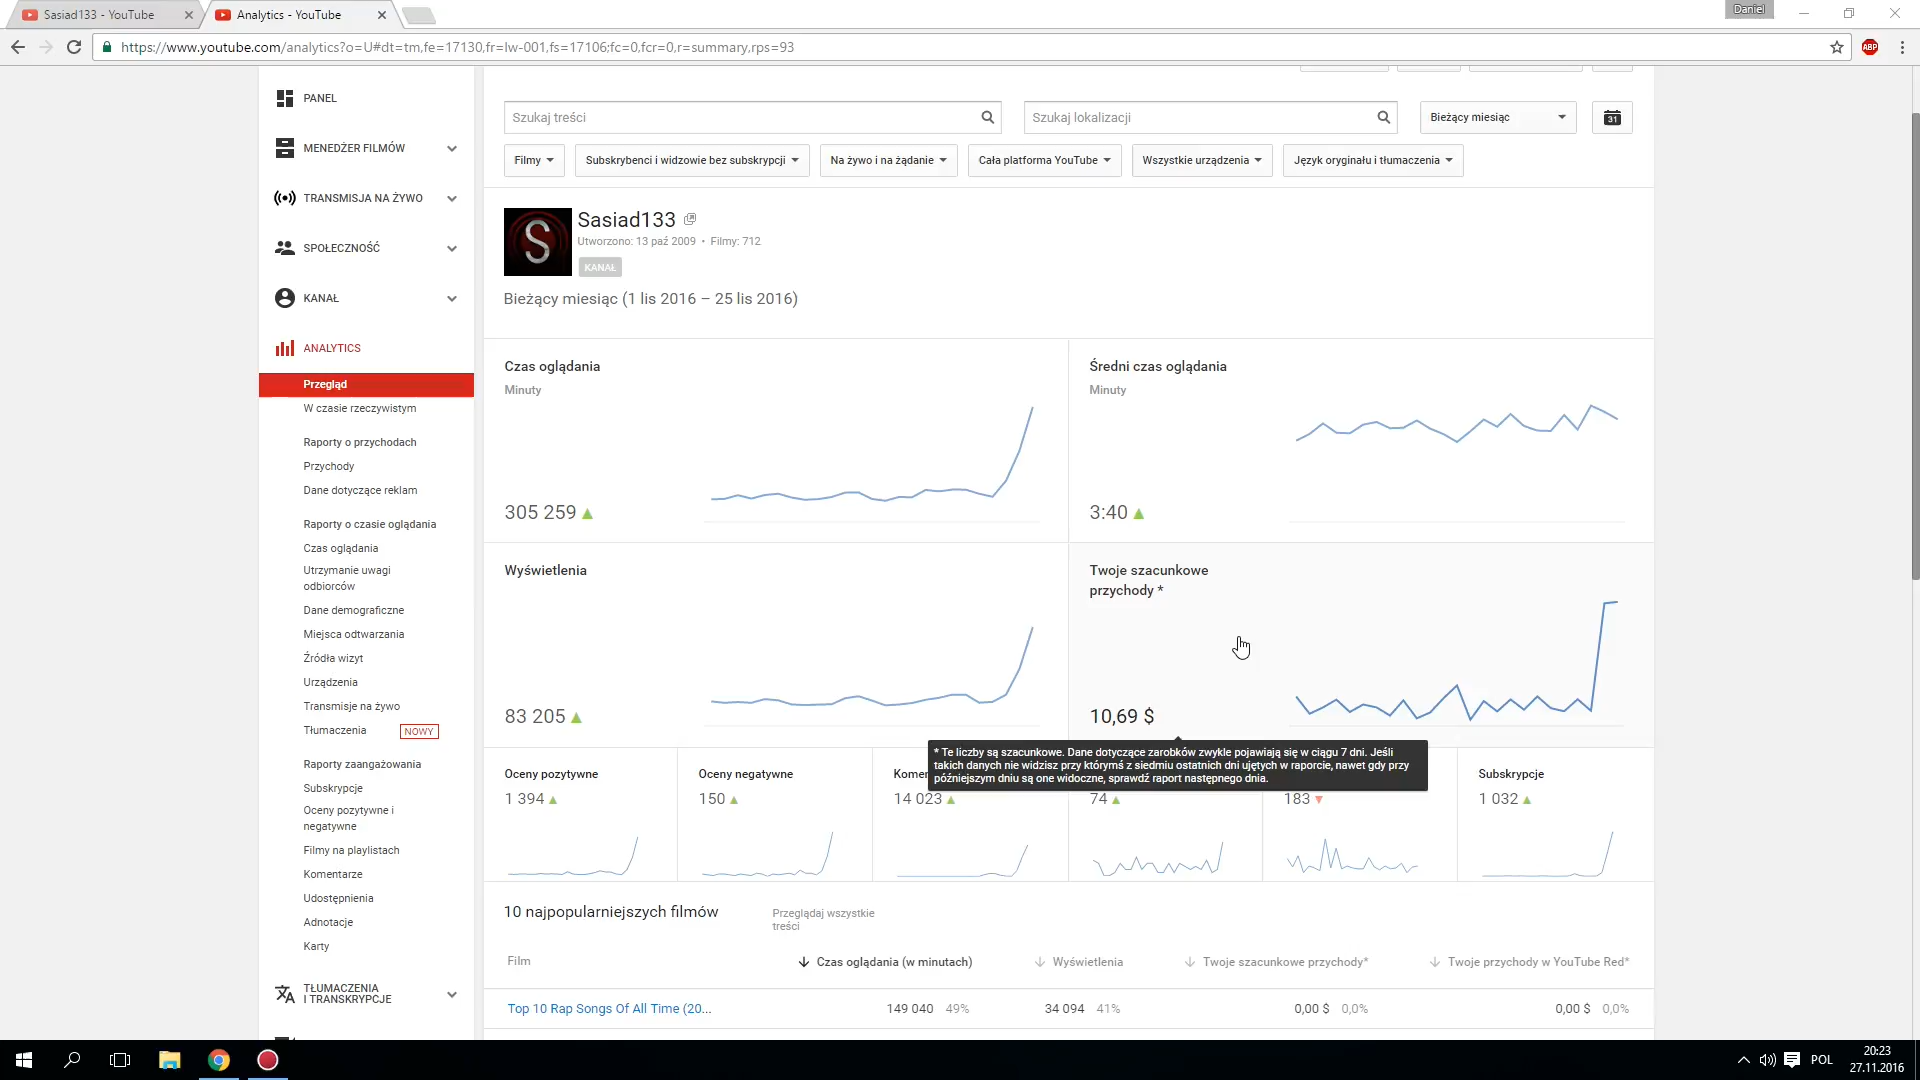 Sasiad133 - YouTube
Analytics - YouTube
Daniel
https://www.youtube.com/analytics?o=U#dt=tm,fe=17130,fr=lw-001,fs=17106;fc=0,fcr=0,r=summary,rps=93
ABP
PANEL
MENEDŻER FILMÓW
TRANSMISJA NA ŻYWO
SPOŁECZNOŚĆ
KANAŁ
ANALYTICS
Przegląd
W czasie rzeczywistym
Raporty o przychodach
Przychody
Dane dotyczące reklam
Raporty o czasie oglądania
Czas oglądania
Utrzymanie uwagi
odbiorców
Dane demograficzne
Miejsca odtwarzania
Źródła wizyt
Urządzenia
Transmisje na żywo
Tłumaczenia NOWY
Raporty zaangażowania
Subskrypcje
Oceny pozytywne i
negatywne
Filmy na playlistach
Komentarze
Udostępnienia
Adnotacje
Karty
TŁUMACZENIA
I TRANSKRYPCJE
Szukaj treści
Szukaj lokalizacji
Bieżący miesiąc
31
Filmy
Subskrybenci i widzowie bez subskrypcji
Na żywo i na żądanie
Cała platforma YouTube
Wszystkie urządzenia
Język oryginału i tłumaczenia
S
Sasiad133
Utworzono: 13 paź 2009 • Filmy: 712
KANAŁ
Bieżący miesiąc (1 lis 2016 – 25 lis 2016)
Czas oglądania
Minuty
305 259
Średni czas oglądania
Minuty
3:40
Wyświetlenia
83 205
Twoje szacunkowe
przychody *
10,69 $
* Te liczby są szacunkowe. Dane dotyczące zarobków zwykle pojawiają się w ciągu 7 dni. Jeśli
takich danych nie widzisz przy którymś z siedmiu ostatnich dni ujętych w raporcie, nawet gdy przy
późniejszym dniu są one widoczne, sprawdź raport następnego dnia.
Oceny pozytywne
1 394
Oceny negatywne
150
Komen
14 023
74
183
Subskrypcje
1 032
10 najpopularniejszych filmów
Przeglądaj wszystkie
treści
Film
Czas oglądania (w minutach)
Wyświetlenia
Twoje szacunkowe przychody*
Twoje przychody w YouTube Red*
Top 10 Rap Songs Of All Time (20...
149 040 49%
34 094 41%
0,00 $ 0,0%
0,00 $ 0,0%
POL
20:23
27.11.2016